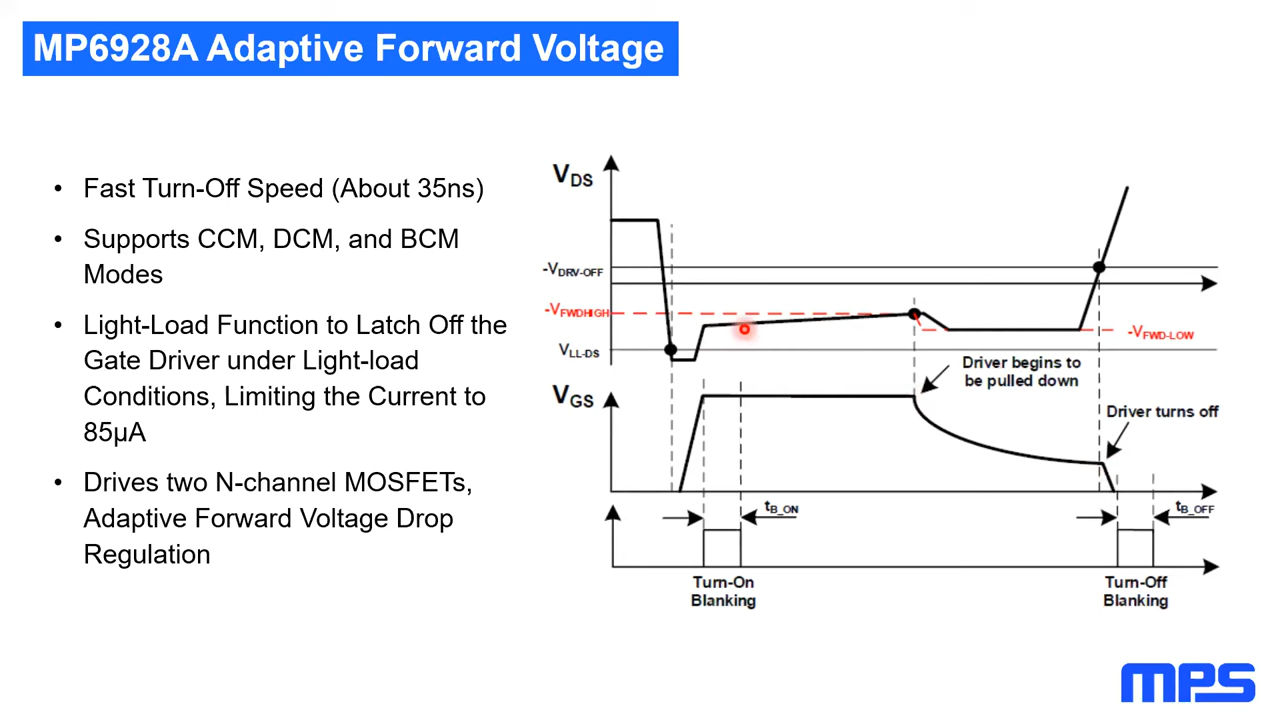 MP6928A Adaptive Forward Voltage
• Fast Turn-Off Speed (About 35ns)
• Supports CCM, DCM, and BCM
Modes
• Light-Load Function to Latch Off the
Gate Driver under Light-load
Conditions, Limiting the Current to
85µA
• Drives two N-channel MOSFETs,
Adaptive Forward Voltage Drop
Regulation
VDS
-VDRV-OFF
-VFWDHIGH
-VFWD-LOW
VLL-DS
Driver begins to
be pulled down
VGS
Driver turns off
tB_ON
tB_OFF
Turn-On
Blanking
Turn-Off
Blanking
mps